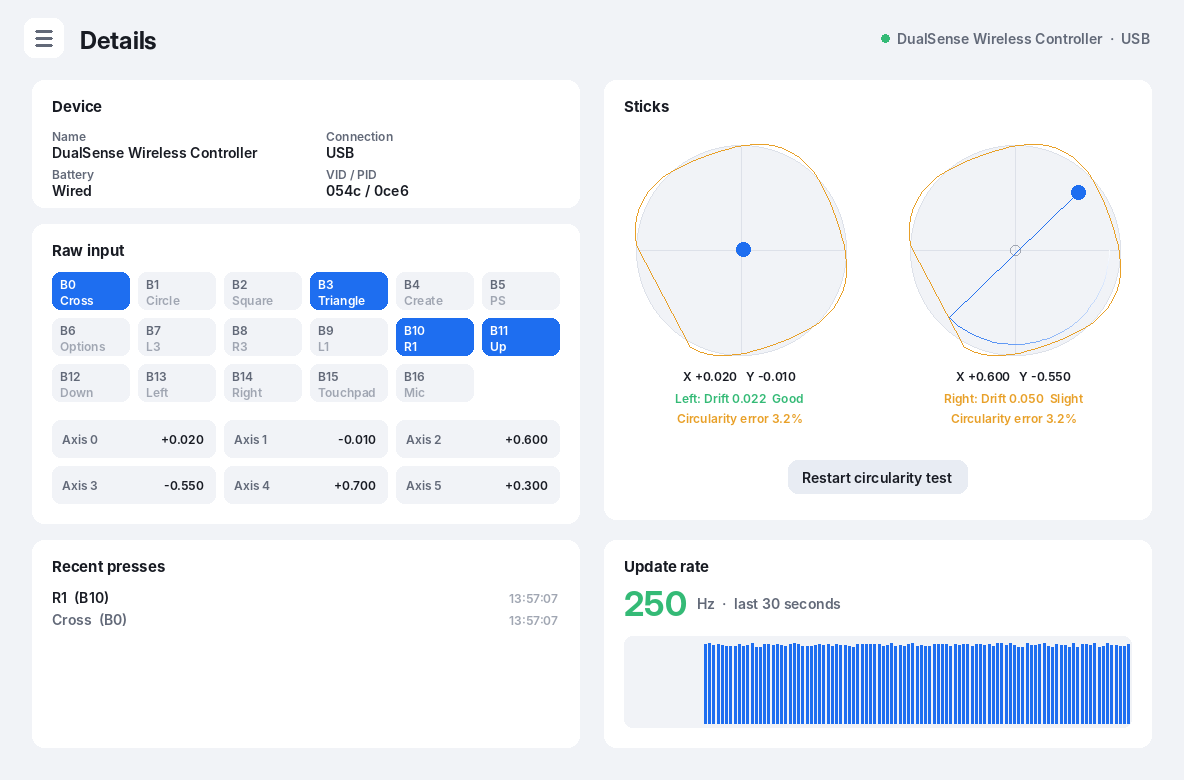 Details
DualSense Wireless Controller · USB
Device
Name
DualSense Wireless Controller
Connection
USB
Battery
Wired
VID / PID
054c / 0ce6
Raw input
B0
Cross
B1
Circle
B2
Square
B3
Triangle
B4
Create
B5
PS
B6
Options
B7
L3
B8
R3
B9
L1
B10
R1
B11
Up
B12
Down
B13
Left
B14
Right
B15
Touchpad
B16
Mic
Axis 0 +0.020
Axis 1 -0.010
Axis 2 +0.600
Axis 3 -0.550
Axis 4 +0.700
Axis 5 +0.300
Sticks
X +0.020 Y -0.010
Left: Drift 0.022 Good
Circularity error 3.2%
X +0.600 Y -0.550
Right: Drift 0.050 Slight
Circularity error 3.2%
Restart circularity test
Recent presses
R1 (B10) 13:57:07
Cross (B0) 13:57:07
Update rate
250 Hz · last 30 seconds